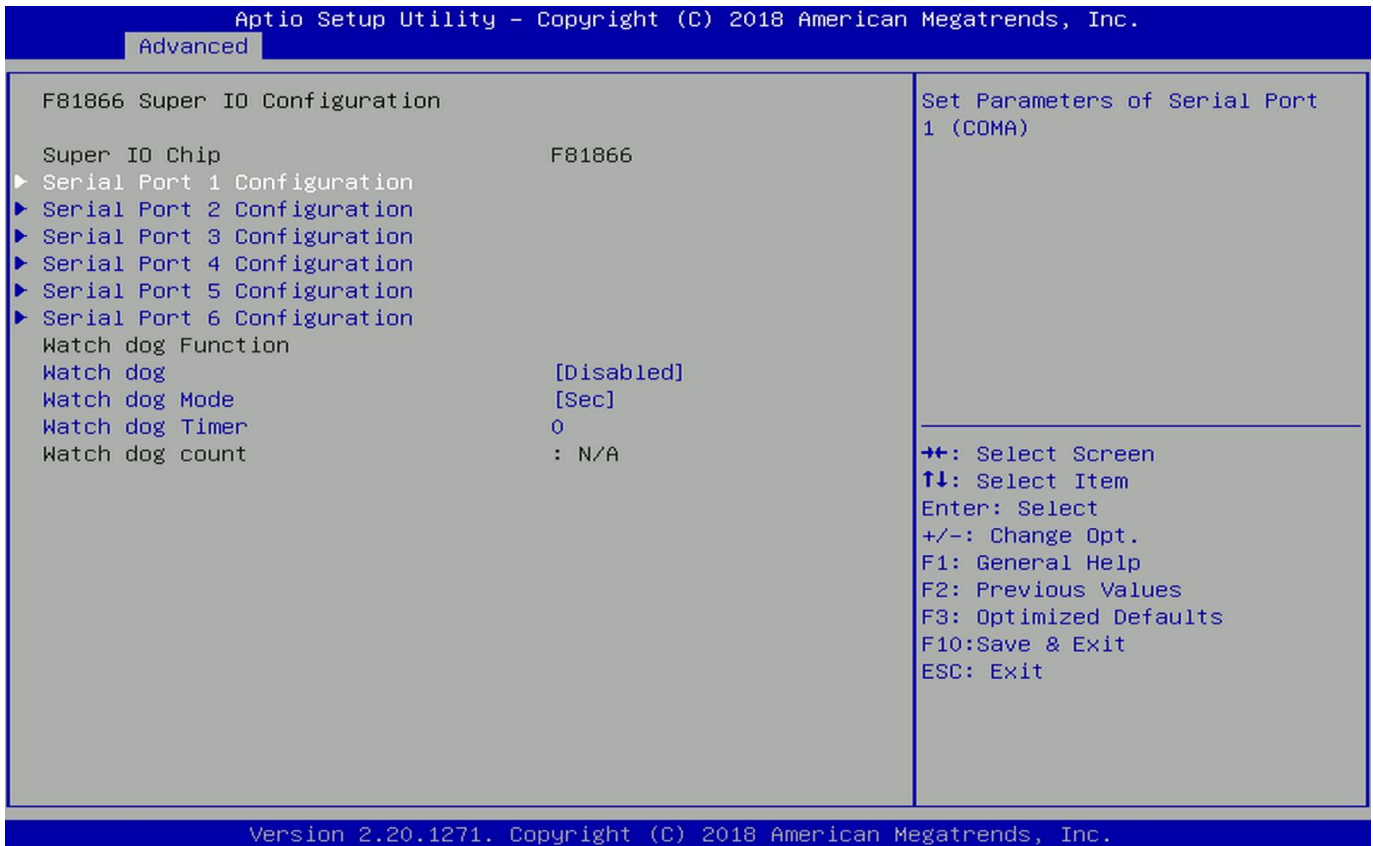 Aptio Setup Utility – Copyright (C) 2018 American Megatrends, Inc.
Advanced
F81866 Super IO Configuration
Super IO Chip F81866
▶ Serial Port 1 Configuration
▶ Serial Port 2 Configuration
▶ Serial Port 3 Configuration
▶ Serial Port 4 Configuration
▶ Serial Port 5 Configuration
▶ Serial Port 6 Configuration
Watch dog Function
Watch dog [Disabled]
Watch dog Mode [Sec]
Watch dog Timer 0
Watch dog count : N/A
Set Parameters of Serial Port
1 (COMA)
→←: Select Screen
↑↓: Select Item
Enter: Select
+/-: Change Opt.
F1: General Help
F2: Previous Values
F3: Optimized Defaults
F10:Save & Exit
ESC: Exit
Version 2.20.1271. Copyright (C) 2018 American Megatrends, Inc.